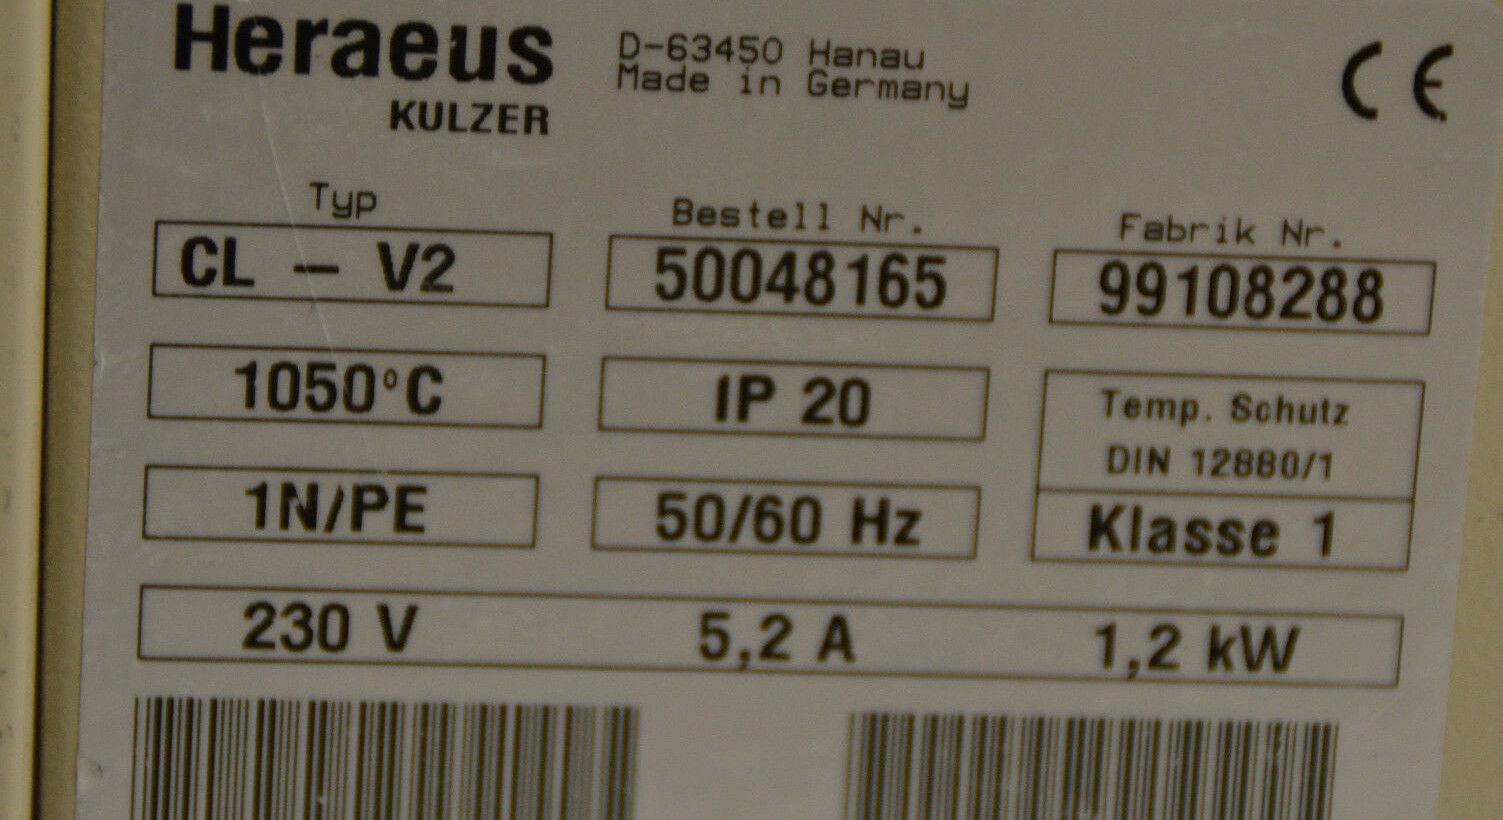 Heraeus
KULZER
D-63450 Hanau
Made in Germany
CE
Typ
CL – V2
Bestell Nr.
50048165
Fabrik Nr.
99108288
1050°C
IP 20
Temp. Schutz
DIN 12880/1
Klasse 1
1N/PE
50/60 Hz
230 V 5,2 A 1,2 kW